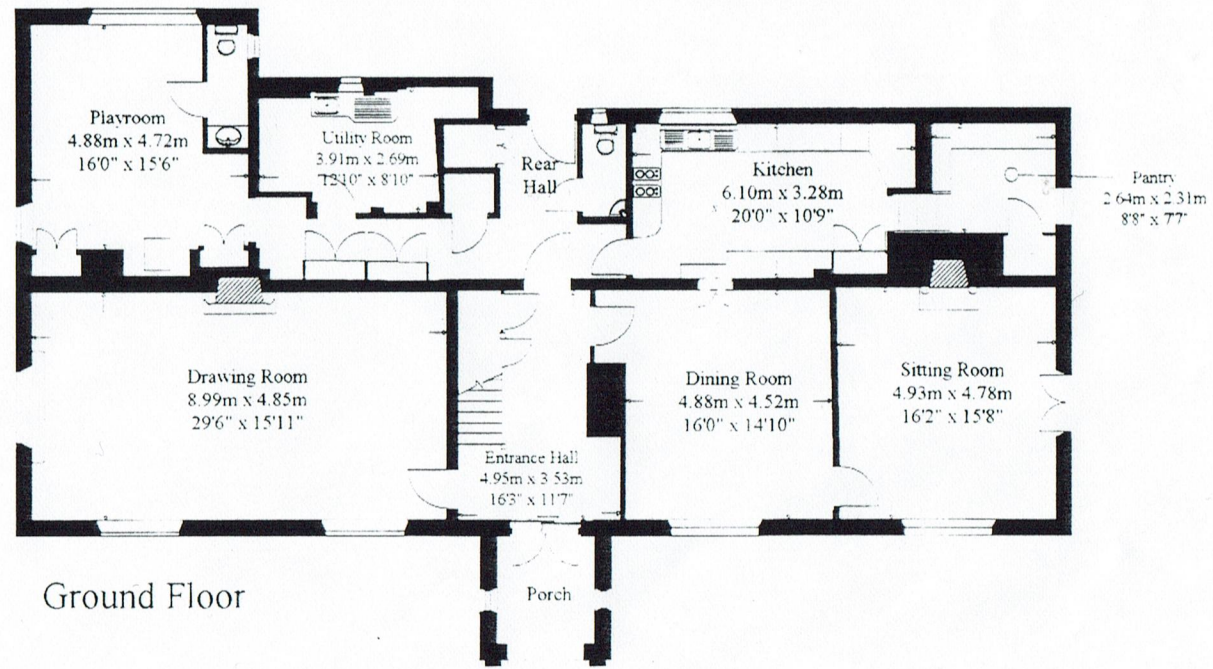 Playroom
4.88m x 4.72m
16'0" x 15'6"
Utility Room
3.91m x 2.69m
12'10" x 8'10"
Rear
Hall
Kitchen
6.10m x 3.28m
20'0" x 10'9"
Pantry
2.64m x 2.31m
8'8" x 7'7"
Drawing Room
8.99m x 4.85m
29'6" x 15'11"
Entrance Hall
4.95m x 3.53m
16'3" x 11'7"
Dining Room
4.88m x 4.52m
16'0" x 14'10"
Sitting Room
4.93m x 4.78m
16'2" x 15'8"
Porch
Ground Floor